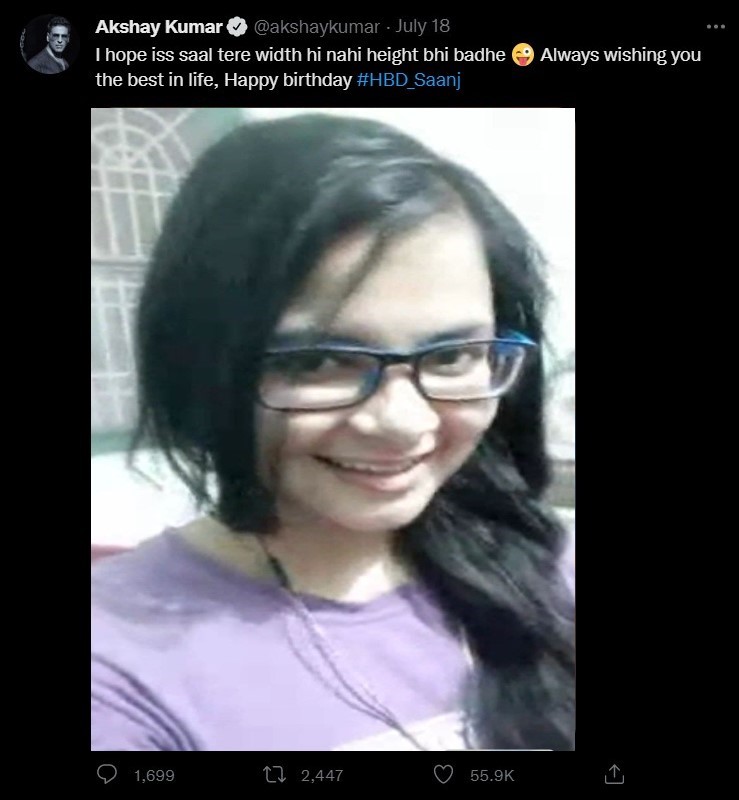 Akshay Kumar @akshaykumar · July 18
I hope iss saal tere width hi nahi height bhi badhe 😜 Always wishing you
the best in life, Happy birthday #HBD_Saanj
1,699 2,447 55.9K